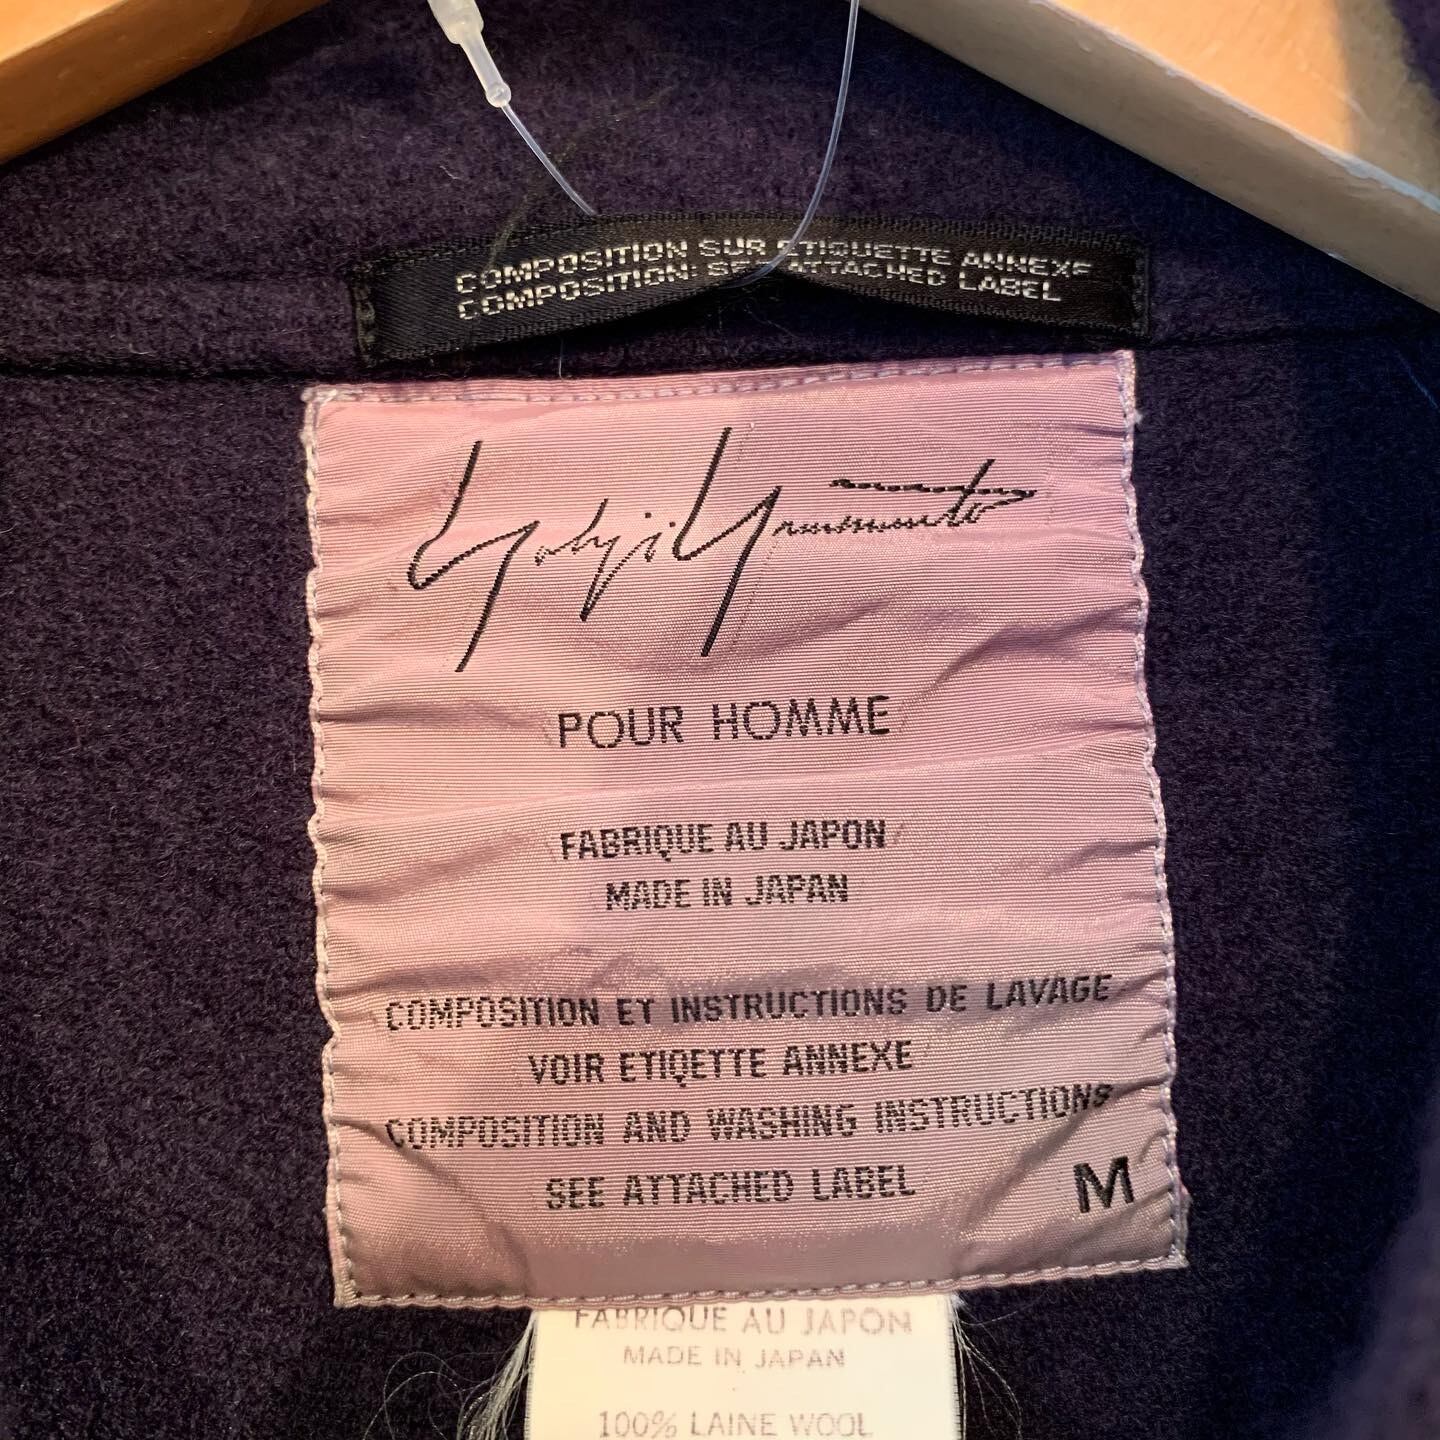 COMPOSITION SUR ETIQUETTE ANNEXE
COMPOSITION ATTACHED LABEL
Yohji Yamamoto
POUR HOMME
FABRIQUE AU JAPON
MADE IN JAPAN
COMPOSITION ET INSTRUCTIONS DE LAVAGE
VOIR ETIQETTE ANNEXE
COMPOSITION AND WASHING INSTRUCTIONS
SEE ATTACHED LABEL
M
FABRIQUE AU JAPON
MADE IN JAPAN
100% LAINE WOOL